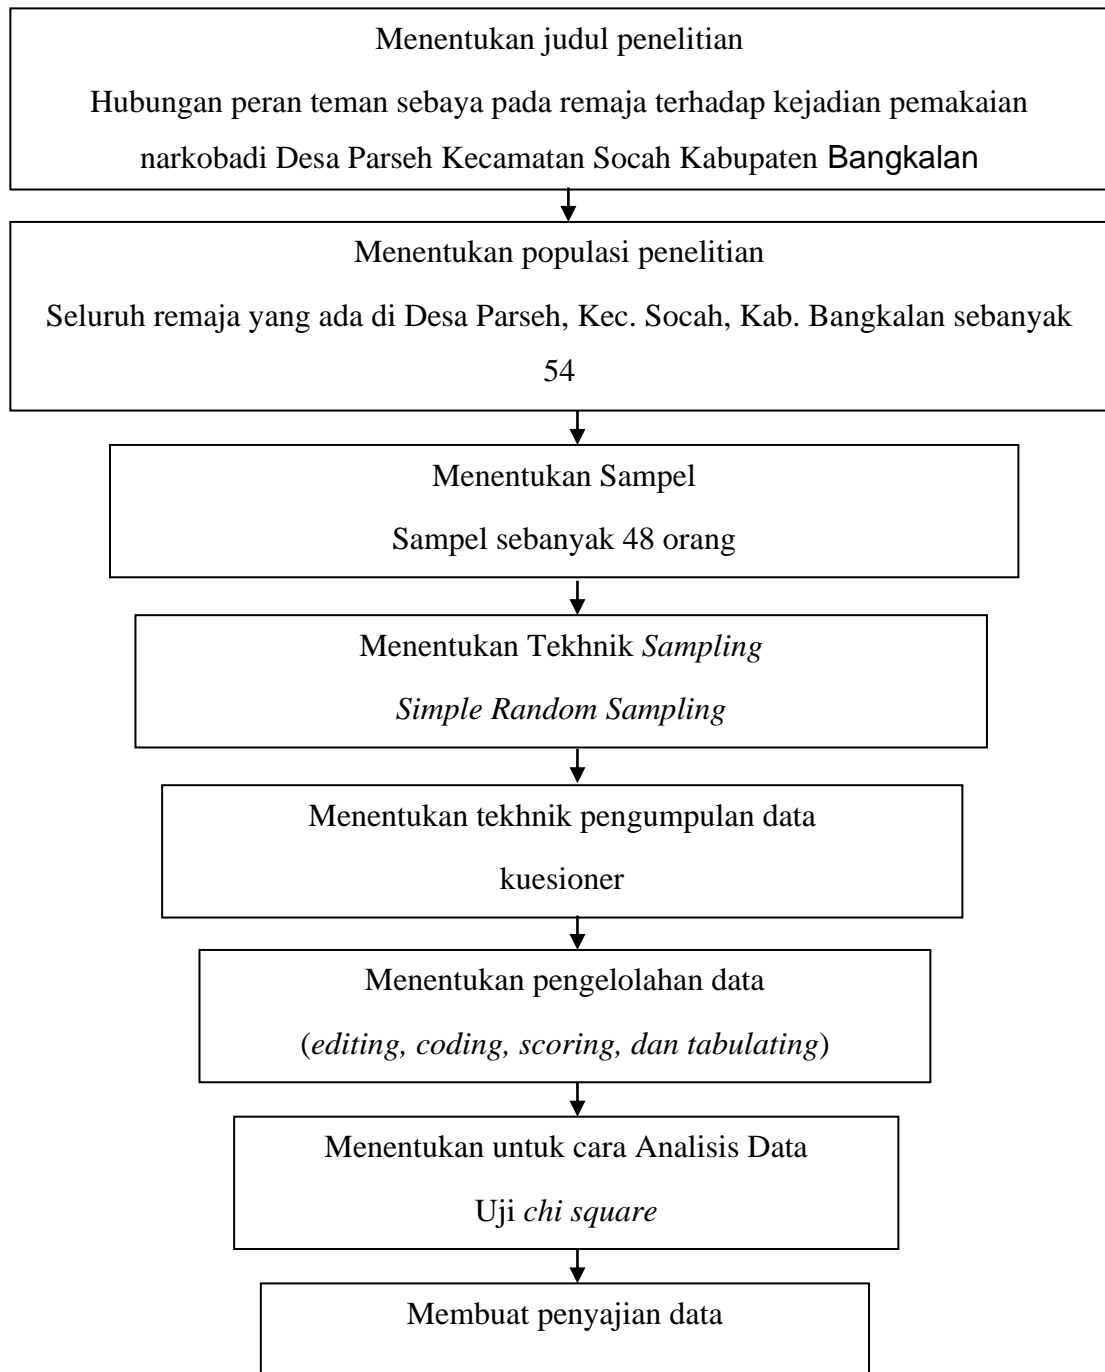 Menentukan judul penelitian
Hubungan peran teman sebaya pada remaja terhadap kejadian pemakaian
narkobadi Desa Parseh Kecamatan Socah Kabupaten Bangkalan
Menentukan populasi penelitian
Seluruh remaja yang ada di Desa Parseh, Kec. Socah, Kab. Bangkalan sebanyak
54
Menentukan Sampel
Sampel sebanyak 48 orang
Menentukan Tekhnik Sampling
Simple Random Sampling
Menentukan tekhnik pengumpulan data
kuesioner
Menentukan pengelolahan data
(editing, coding, scoring, dan tabulating)
Menentukan untuk cara Analisis Data
Uji chi square
Membuat penyajian data